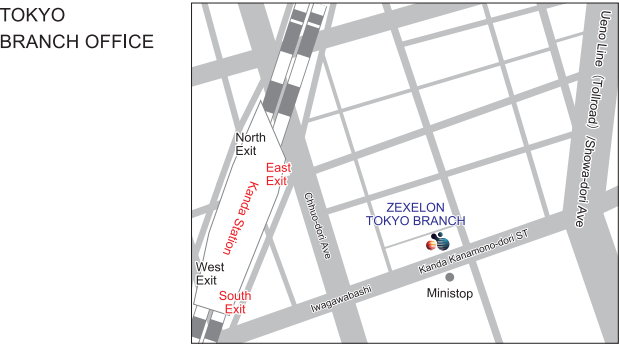 TOKYO
BRANCH OFFICE
Ueno Line (Tollroad) /Showa-dori Ave
North
Exit
East
Exit
Kanda Station
Chhuo-dori Ave
ZEXELON
TOKYO BRANCH
Kanda Kanamono-dori ST
West
Exit
South
Exit
Iwagawabashi
Ministop